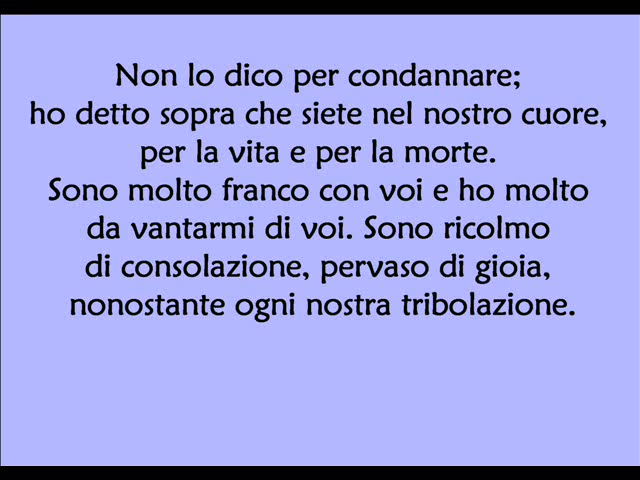 Non lo dico per condannare;
ho detto sopra che siete nel nostro cuore,
per la vita e per la morte.
Sono molto franco con voi e ho molto
da vantarmi di voi. Sono ricolmo
di consolazione, pervaso di gioia,
nonostante ogni nostra tribolazione.